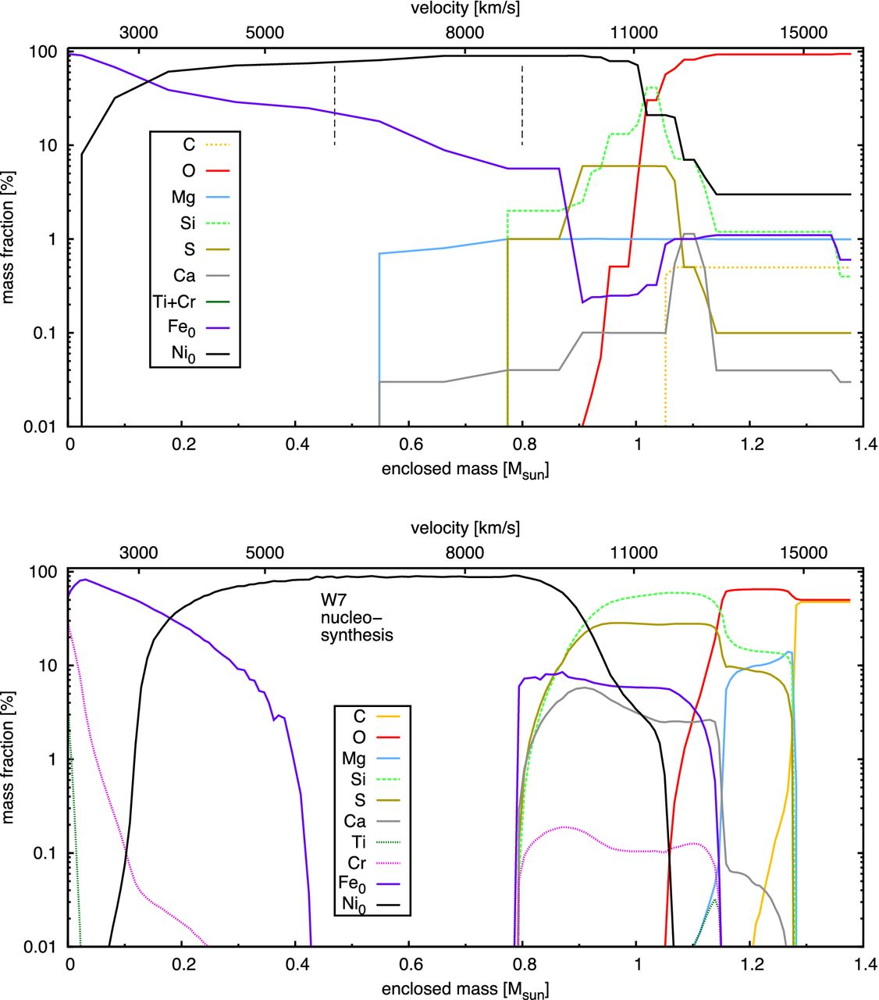 velocity [km/s]
3000 5000 8000 11000 15000
100
10
1
0.1
0.01
mass fraction [%]
C
O
Mg
Si
S
Ca
Ti+Cr
Fe0
Ni0
0 0.2 0.4 0.6 0.8 1 1.2 1.4
enclosed mass [Msun]
velocity [km/s]
3000 5000 8000 11000 15000
100
10
1
0.1
0.01
mass fraction [%]
W7
nucleo–
synthesis
C
O
Mg
Si
S
Ca
Ti
Cr
Fe0
Ni0
0 0.2 0.4 0.6 0.8 1 1.2 1.4
enclosed mass [Msun]